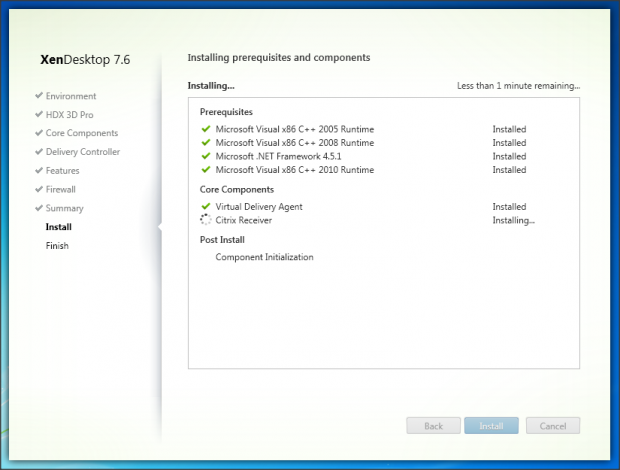 XenDesktop 7.6
Environment
HDX 3D Pro
Core Components
Delivery Controller
Features
Firewall
Summary
Install
Finish
Installing prerequisites and components
Installing... Less than 1 minute remaining...
Prerequisites
Microsoft Visual x86 C++ 2005 Runtime Installed
Microsoft Visual x86 C++ 2008 Runtime Installed
Microsoft .NET Framework 4.5.1 Installed
Microsoft Visual x86 C++ 2010 Runtime Installed
Core Components
Virtual Delivery Agent Installed
Citrix Receiver Installing...
Post Install
Component Initialization
Back Install Cancel